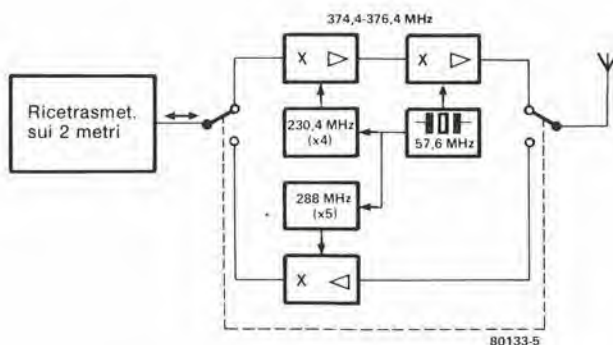 374,4-376,4 MHz
X
X
Ricetrasmet.
sui 2 metri
230,4 MHz
(x4)
57,6 MHz
288 MHz
(x5)
X
80133-5